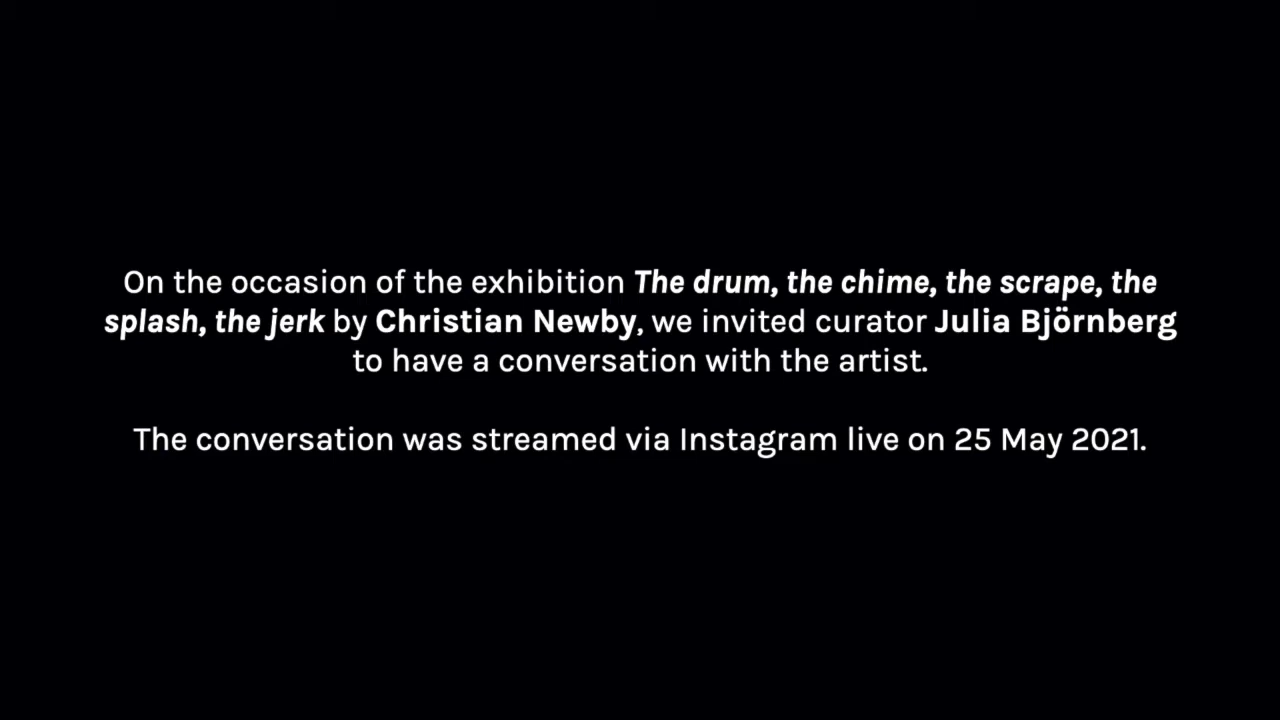 On the occasion of the exhibition The drum, the chime, the scrape, the
splash, the jerk by Christian Newby, we invited curator Julia Björnberg
to have a conversation with the artist.
The conversation was streamed via Instagram live on 25 May 2021.